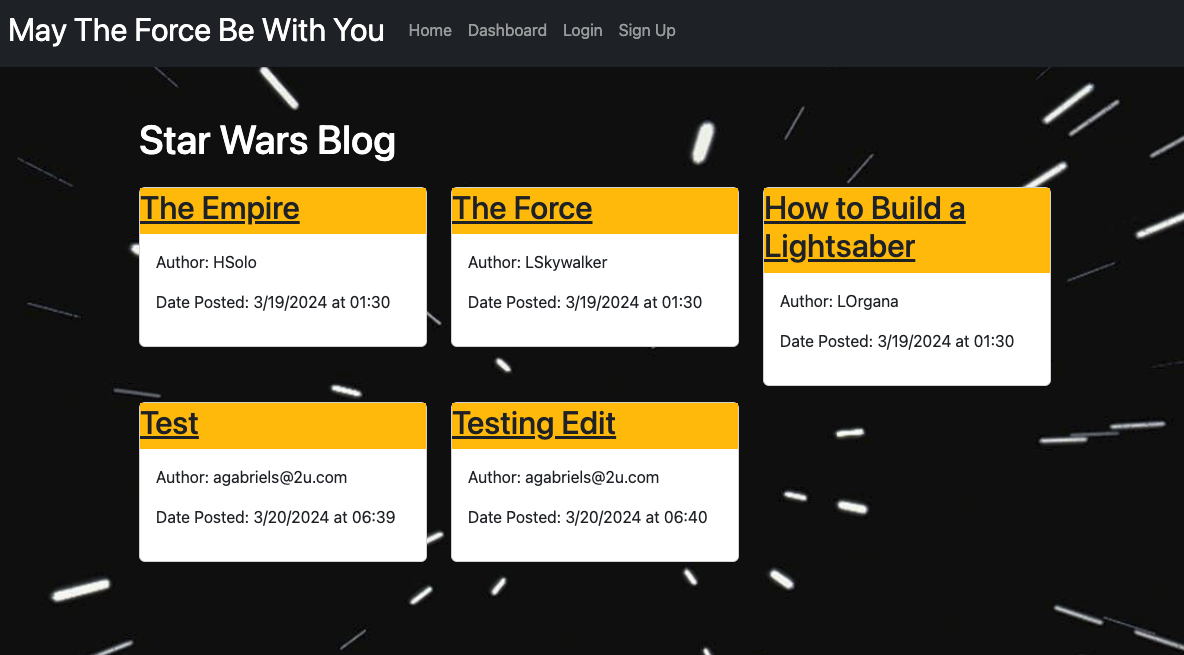 May The Force Be With You Home Dashboard Login Sign Up
Star Wars Blog
The Empire
Author: HSolo
Date Posted: 3/19/2024 at 01:30
The Force
Author: LSkywalker
Date Posted: 3/19/2024 at 01:30
How to Build a
Lightsaber
Author: LOrgana
Date Posted: 3/19/2024 at 01:30
Test
Author: agabriels@2u.com
Date Posted: 3/20/2024 at 06:39
Testing Edit
Author: agabriels@2u.com
Date Posted: 3/20/2024 at 06:40